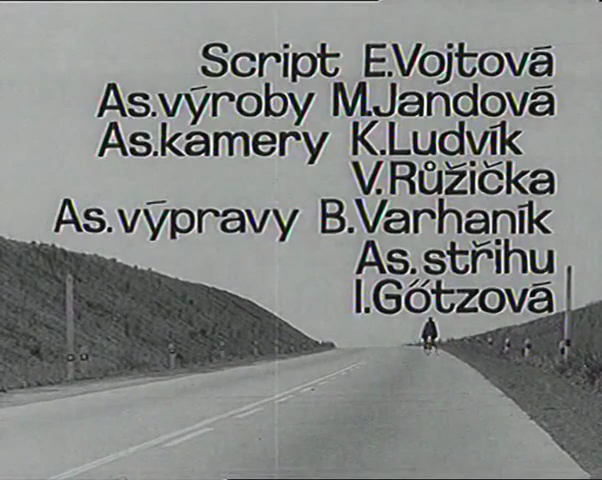 Script E.Vojtová
As.výroby M.Jandová
As.kamery K.Ludvík
V.Růžička
As.výpravy B.Varhaník
As.střihu
I.Gőtzová